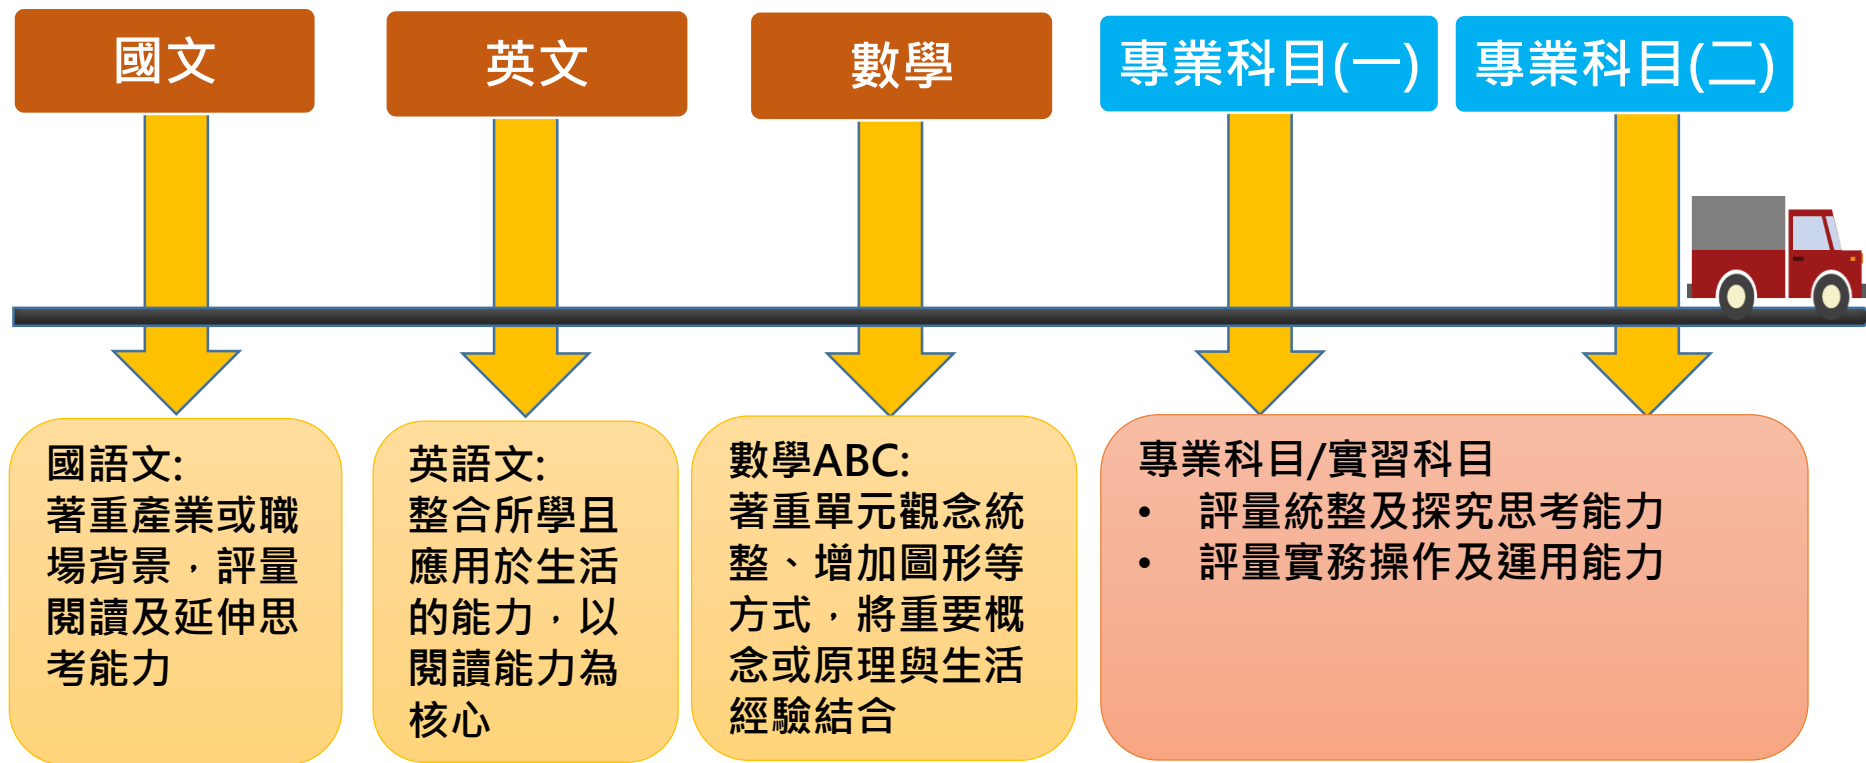 國文
英文
數學
專業科目(一)
專業科目(二)
國語文:
著重產業或職
場背景，評量
閱讀及延伸思
考能力
英語文:
整合所學且
應用於生活
的能力，以
閱讀能力為
核心
數學ABC:
著重單元觀念統
整、增加圖形等
方式，將重要概
念或原理與生活
經驗結合
專業科目/實習科目
• 評量統整及探究思考能力
• 評量實務操作及運用能力